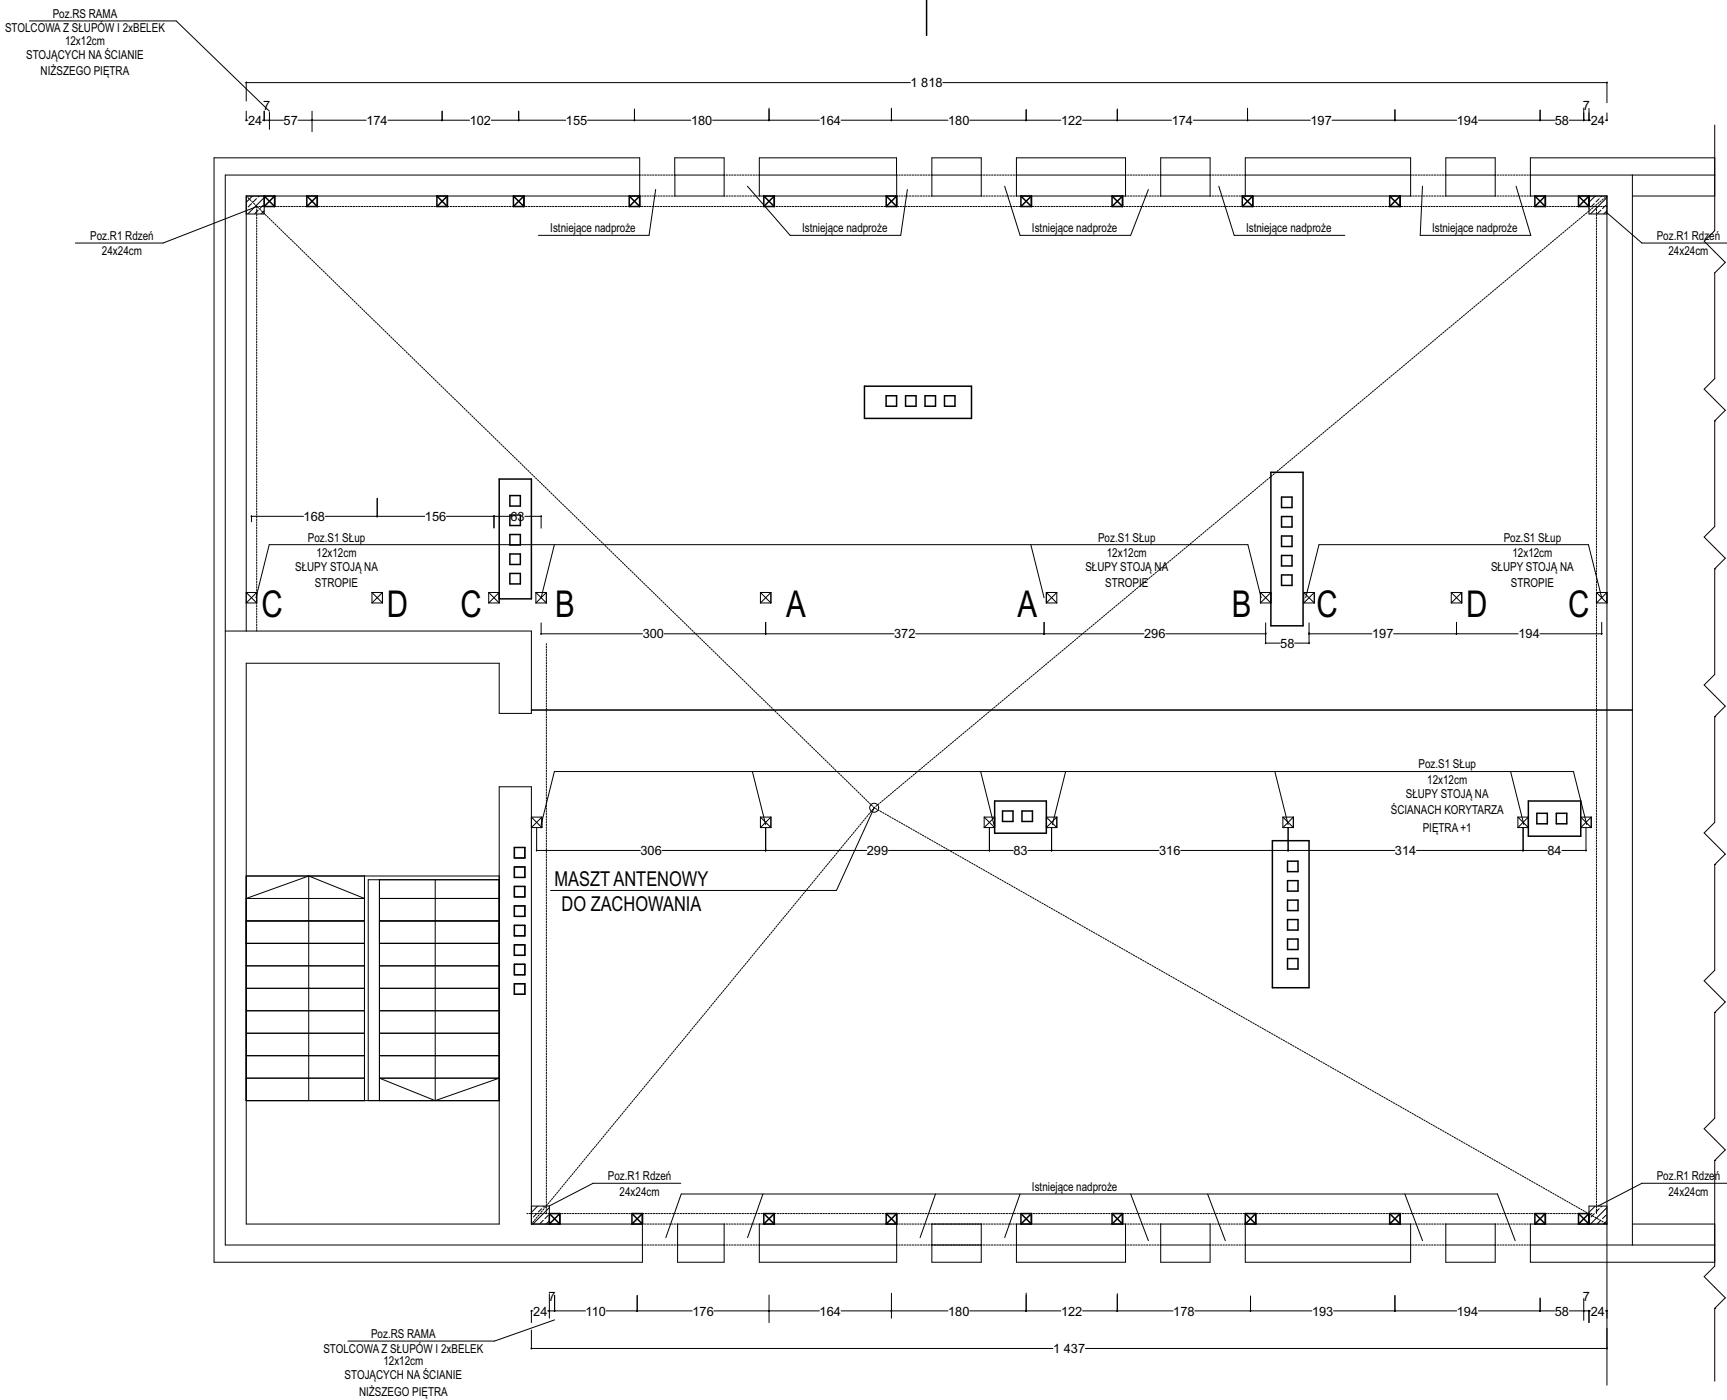 Poz.RS RAMA
STOLCOWA Z SŁUPÓW I 2xBELEK
12x12cm
STOJĄCYCH NA ŚCIANIE
NIŻSZEGO PIĘTRA
1 818
7
7
24 57 174 102 155 180 164 180 122 174 197 194 58 24
Poz.R1 Rdzeń
24x24cm
Istniejące nadproże
Istniejące nadproże
Istniejące nadproże
Istniejące nadproże
Istniejące nadproże
Poz.R1 Rdzeń
24x24cm
168 156 63
Poz.S1 SŁup
12x12cm
SŁUPY STOJĄ NA
STROPIE
Poz.S1 SŁup
12x12cm
SŁUPY STOJĄ NA
STROPIE
Poz.S1 SŁup
12x12cm
SŁUPY STOJĄ NA
STROPIE
C D C B A A B C D C
300 372 296 58 197 194
Poz.S1 SŁup
12x12cm
SŁUPY STOJĄ NA
ŚCIANACH KORYTARZA
PIĘTRA +1
306 299 83 316 314 84
MASZT ANTENOWY
DO ZACHOWANIA
Poz.R1 Rdzeń
24x24cm
Istniejące nadproże
Poz.R1 Rdzeń
24x24cm
7
7
24 110 176 164 180 122 178 193 194 58 24
1 437
Poz.RS RAMA
STOLCOWA Z SŁUPÓW I 2xBELEK
12x12cm
STOJĄCYCH NA ŚCIANIE
NIŻSZEGO PIĘTRA